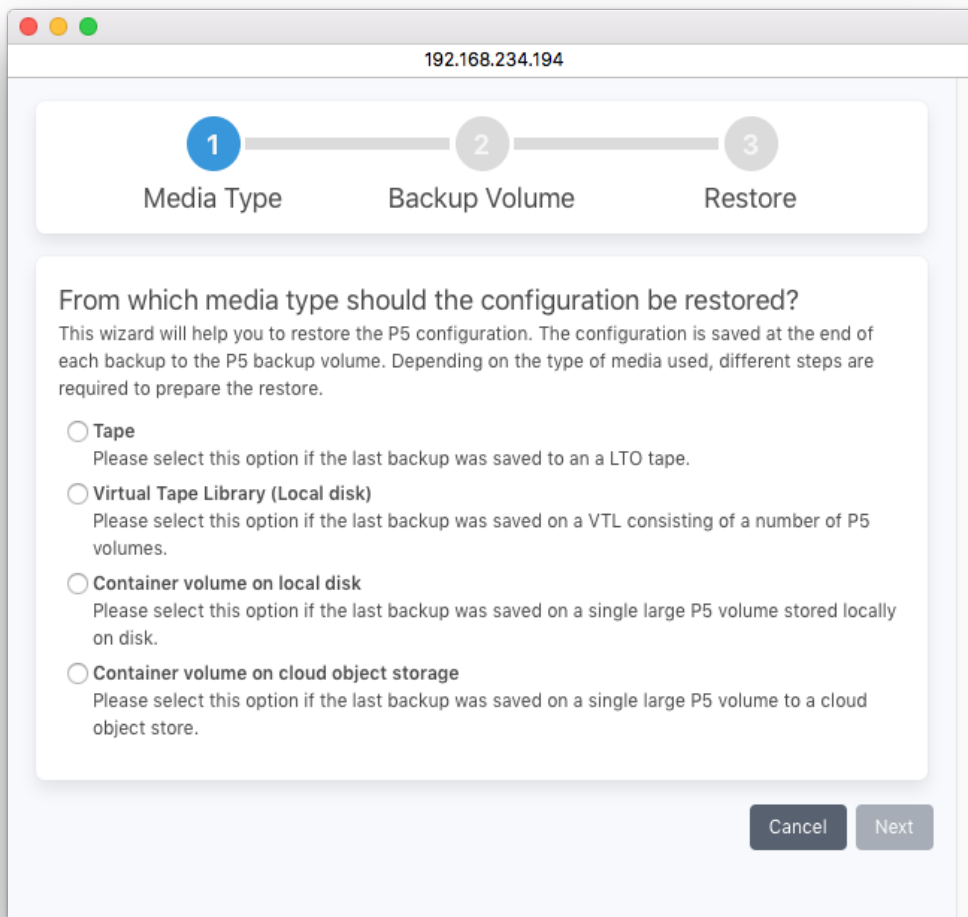 192.168.234.194
1
2
3
Media Type
Backup Volume
Restore
From which media type should the configuration be restored?
This wizard will help you to restore the P5 configuration. The configuration is saved at the end of
each backup to the P5 backup volume. Depending on the type of media used, different steps are
required to prepare the restore.
Tape
Please select this option if the last backup was saved to an a LTO tape.
Virtual Tape Library (Local disk)
Please select this option if the last backup was saved on a VTL consisting of a number of P5
volumes.
Container volume on local disk
Please select this option if the last backup was saved on a single large P5 volume stored locally
on disk.
Container volume on cloud object storage
Please select this option if the last backup was saved on a single large P5 volume to a cloud
object store.
Cancel
Next